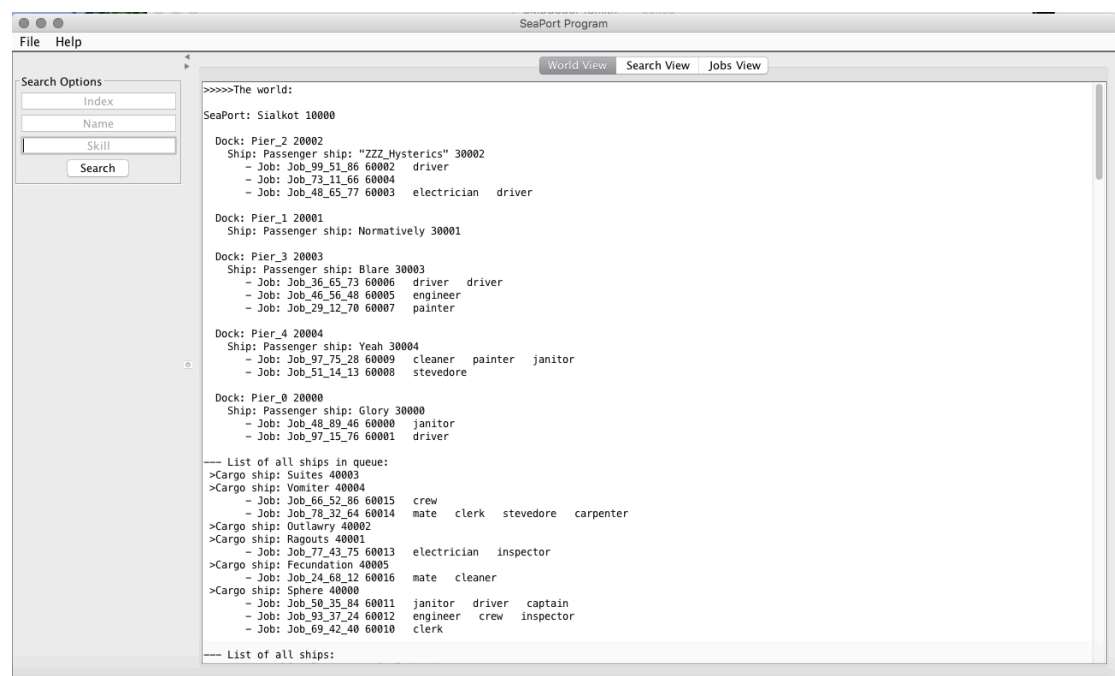 SeaPort Program
File Help
World View Search View Jobs View
Search Options
Index
Name
Skill
Search
>>>>>The world:
SeaPort: Sialkot 10000
Dock: Pier_2 20002
Ship: Passenger ship: "ZZZ_Hysterics" 30002
- Job: Job_99_51_86 60002 driver
- Job: Job_73_11_66 60004
- Job: Job_48_65_77 60003 electrician driver
Dock: Pier_1 20001
Ship: Passenger ship: Normatively 30001
Dock: Pier_3 20003
Ship: Passenger ship: Blare 30003
- Job: Job_36_65_73 60006 driver driver
- Job: Job_46_56_48 60005 engineer
- Job: Job_29_12_70 60007 painter
Dock: Pier_4 20004
Ship: Passenger ship: Yeah 30004
- Job: Job_97_75_28 60009 cleaner painter janitor
- Job: Job_51_14_13 60008 stevedore
Dock: Pier_0 20000
Ship: Passenger ship: Glory 30000
- Job: Job_48_89_46 60000 janitor
- Job: Job_97_15_76 60001 driver
--- List of all ships in queue:
>Cargo ship: Suites 40003
>Cargo ship: Vomiter 40004
- Job: Job_66_52_86 60015 crew
- Job: Job_78_32_64 60014 mate clerk stevedore carpenter
>Cargo ship: Outlawry 40002
>Cargo ship: Ragouts 40001
- Job: Job_77_43_75 60013 electrician inspector
>Cargo ship: Fecundation 40005
- Job: Job_24_68_12 60016 mate cleaner
>Cargo ship: Sphere 40000
- Job: Job_50_35_84 60011 janitor driver captain
- Job: Job_93_37_24 60012 engineer crew inspector
- Job: Job_69_42_40 60010 clerk
--- List of all ships: